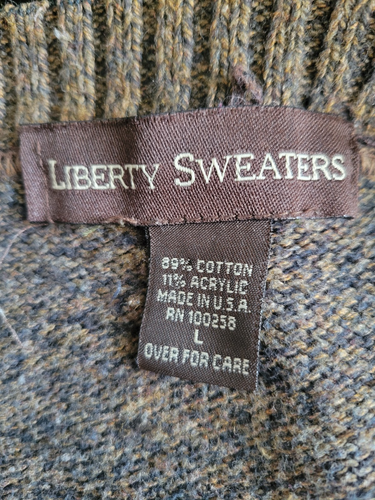 LIBERTY SWEATERS
89% COTTON
11% ACRYLIC
MADE IN U.S.A.
RN 100258
L
OVER FOR CARE